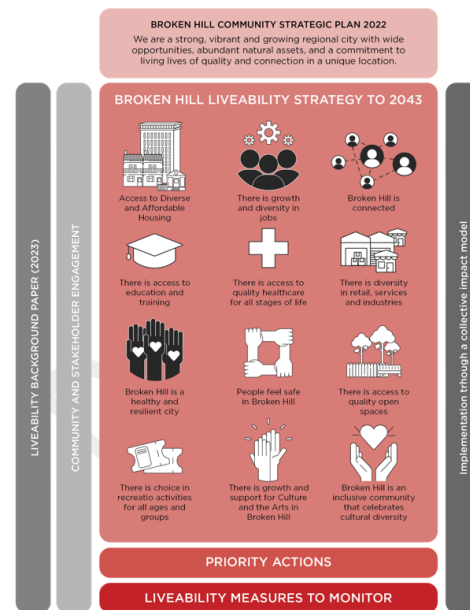 BROKEN HILL COMMUNITY STRATEGIC PLAN 2022
We are a strong, vibrant and growing regional city with wide
opportunities, abundant natural assets, and a commitment to
living lives of quality and connection in a unique location.
LIVEABILITY BACKGROUND PAPER (2023)
COMMUNITY AND STAKEHOLDER ENGAGEMENT
BROKEN HILL LIVEABILITY STRATEGY TO 2043
Access to Diverse
and Affordable
Housing
There is growth
and diversity in
jobs
Broken Hill is
connected
There is access to
education and
training
There is access to
quality healthcare
for all stages of life
There is diversity
in retail, services
and industries
Broken Hill is a
healthy and
resilient city
People feel safe
in Broken Hill
There is access to
quality open
spaces
There is choice in
recreatio activities
for all ages and
groups
There is growth and
support for Culture
and the Arts in
Broken Hill
Broken Hill is an
inclusive community
that celebrates
cultural diversity
Implementation trhough a collective impact model
PRIORITY ACTIONS
LIVEABILITY MEASURES TO MONITOR